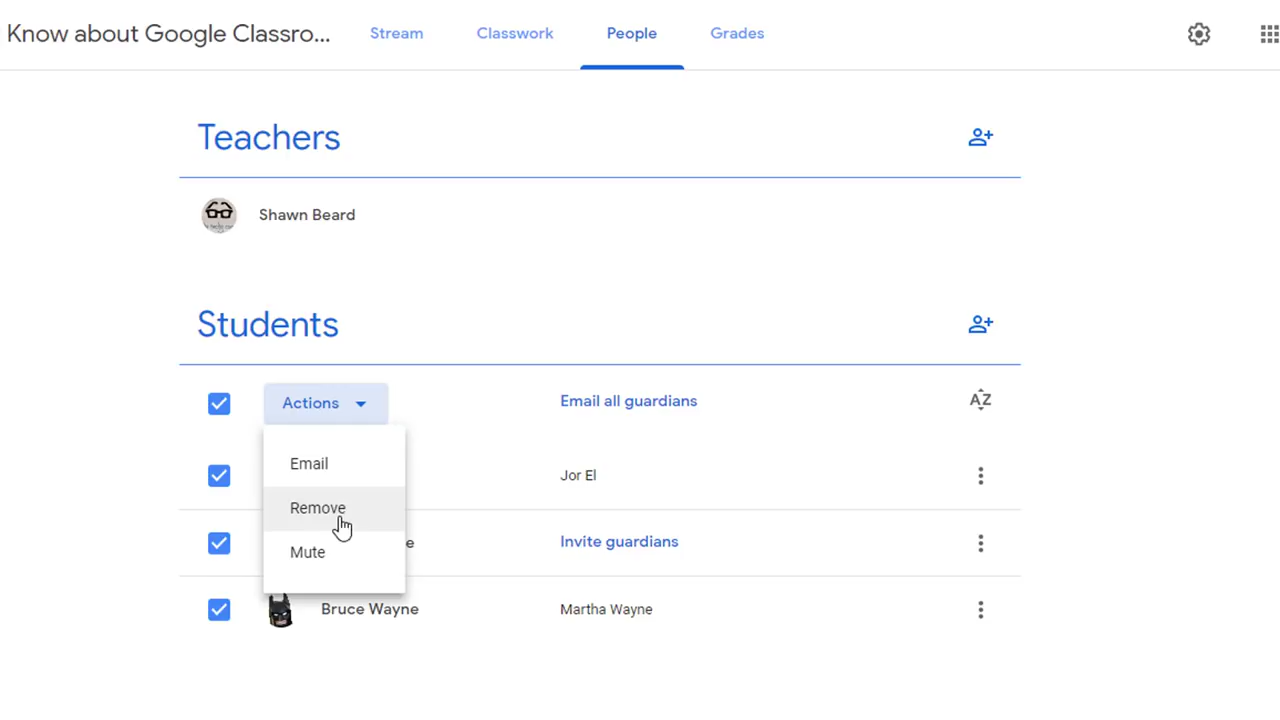 Know about Google Classro...
Stream
Classwork
People
Grades
Teachers
Shawn Beard
Students
Actions
Email all guardians
AZ
Email
Jor El
Remove
Invite guardians
Mute
Bruce Wayne
Martha Wayne